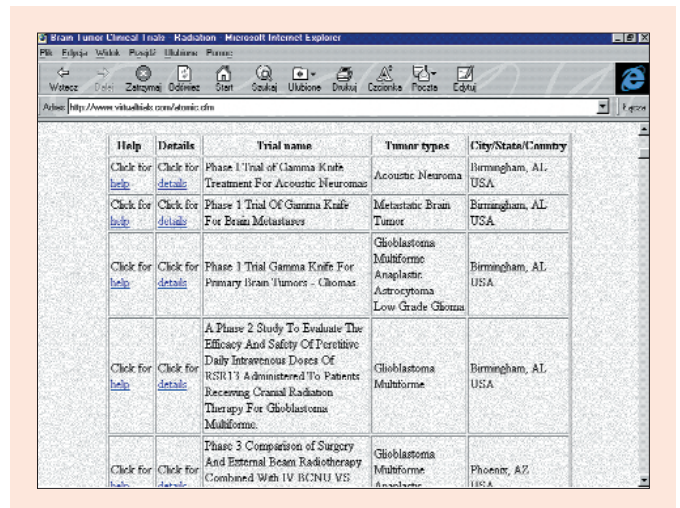 Brain Tumor Clinical Trials - Radiation - Microsoft Internet Explorer
Plik Edycja Widok Przejdź Ulubione Pomoc
Wstecz Dalej Zatrzymaj Odśwież Start Szukaj Ulubione Drukuj Czcionka Poczta Edytuj
Adres http://www.virtualtrials.com/atomic.cfm Łącza
Help Details Trial name Tumor types City/State/Country
Click for help Click for details Phase 1 Trial of Gamma Knife
Treatment For Acoustic Neuromas Acoustic Neuroma Birmingham, AL
USA
Click for help Click for details Phase 1 Trial Of Gamma Knife
For Brain Metastases Metastatic Brain
Tumor Birmingham, AL
USA
Click for help Click for details Phase 1 Trial Gamma Knife For
Primary Brain Tumors - Gliomas Glioblastoma
Multiforme
Anaplastic
Astrocytoma
Low Grade Glioma Birmingham, AL
USA
Click for help Click for details A Phase 2 Study To Evaluate The
Efficacy And Safety Of Peretitive
Daily Intravenous Doses Of
RSR13 Administered To Patients
Receiving Cranial Radiation
Therapy For Glioblastoma
Multiforme. Glioblastoma
Multiforme Birmingham, AL
USA
Click for help Click for details Phase 3 Comparison of Surgery
And External Beam Radiotherapy
Combined With IV BCNU VS Glioblastoma
Multiforme
Anaplastic Phoenix, AZ
USA